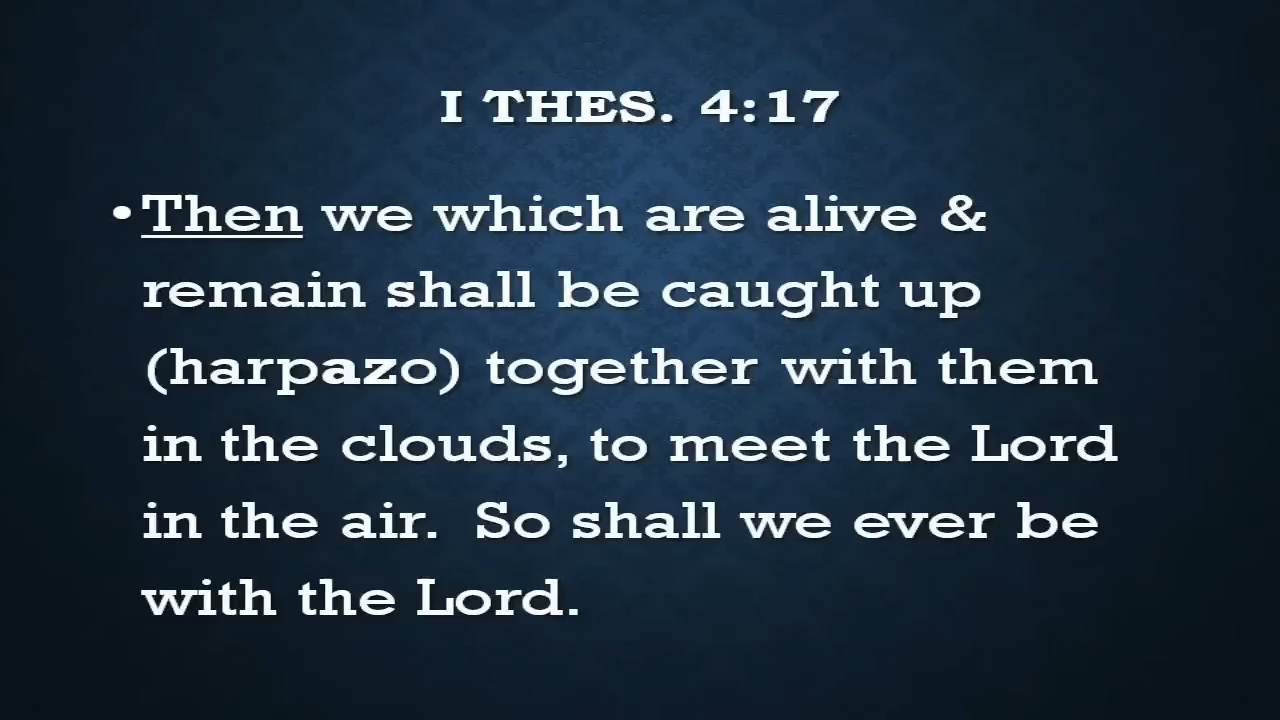 I THES. 4:17
• Then we which are alive &
remain shall be caught up
(harpazo) together with them
in the clouds, to meet the Lord
in the air.  So shall we ever be
with the Lord.